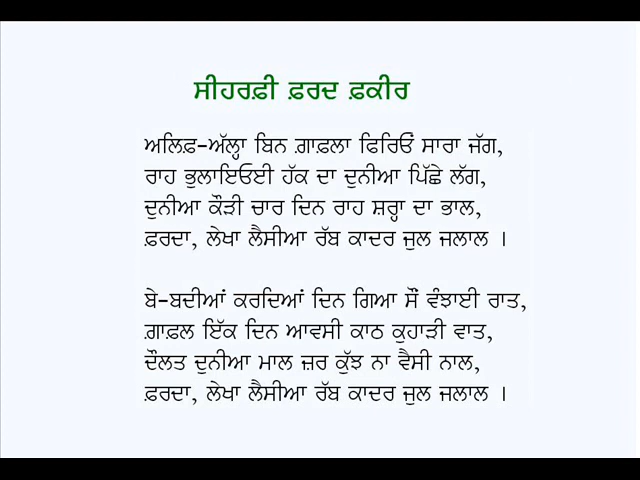 ਸੀਹਰਫ਼ੀ ਫ਼ਰਦ ਫ਼ਕੀਰ
ਅਲਿਫ਼-ਅੱਲ੍ਹਾ ਬਿਨ ਗ਼ਾਫ਼ਲਾ ਫਿਰਿਓਂ ਸਾਰਾ ਜੱਗ,
ਰਾਹ ਭੁਲਾਇਓਈ ਹੱਕ ਦਾ ਦੁਨੀਆ ਪਿੱਛੇ ਲੱਗ,
ਦੁਨੀਆ ਕੌੜੀ ਚਾਰ ਦਿਨ ਰਾਹ ਸ਼ਰ੍ਹਾ ਦਾ ਭਾਲ,
ਫ਼ਰਦਾ, ਲੇਖਾ ਲੈਸੀਆ ਰੱਬ ਕਾਦਰ ਜੁਲ ਜਲਾਲ ।
ਬੇ-ਬਦੀਆਂ ਕਰਦਿਆਂ ਦਿਨ ਗਿਆ ਸੌਂ ਵੰਝਾਈ ਰਾਤ,
ਗ਼ਾਫ਼ਲ ਇੱਕ ਦਿਨ ਆਵਸੀ ਕਾਠ ਕੁਹਾੜੀ ਵਾਤ,
ਦੌਲਤ ਦੁਨੀਆ ਮਾਲ ਜ਼ਰ ਕੁੱਝ ਨਾ ਵੈਸੀ ਨਾਲ,
ਫ਼ਰਦਾ, ਲੇਖਾ ਲੈਸੀਆ ਰੱਬ ਕਾਦਰ ਜੁਲ ਜਲਾਲ ।